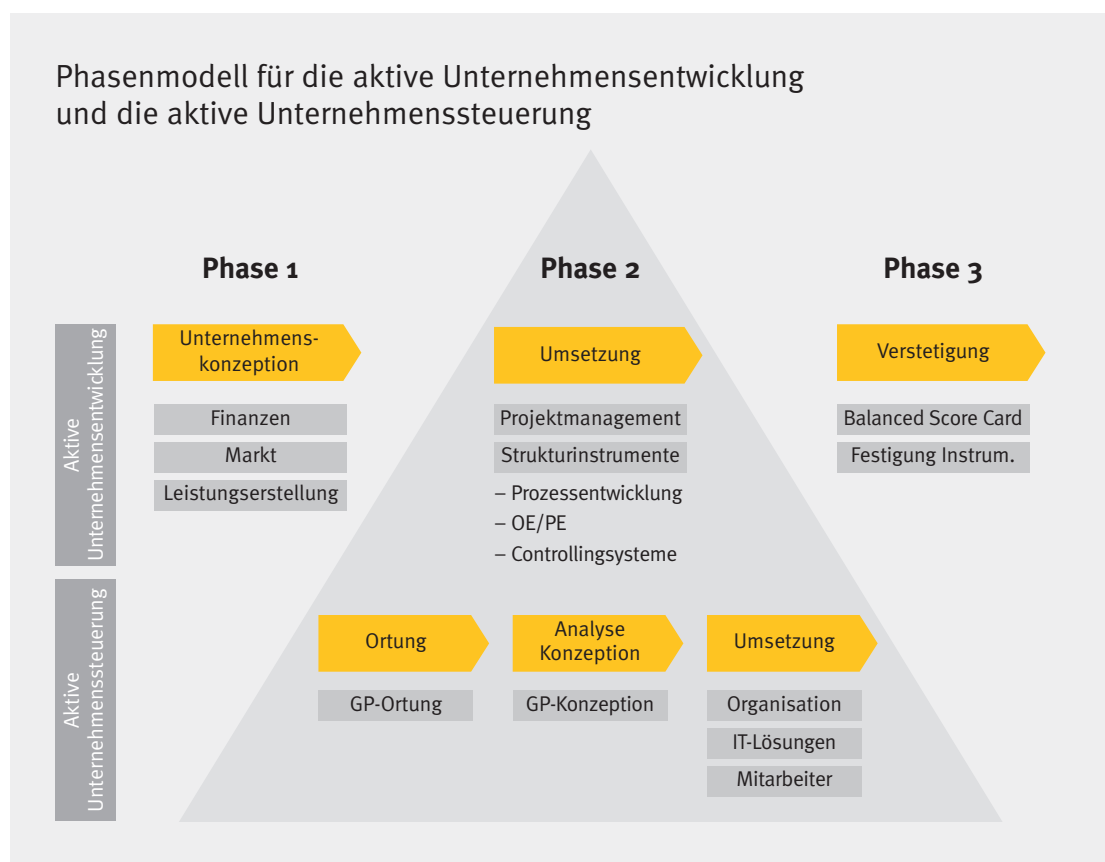 Phasenmodell für die aktive Unternehmensentwicklung
und die aktive Unternehmenssteuerung
Phase 1
Phase 2
Phase 3
Aktive
Unternehmensentwicklung
Unternehmens-
konzeption
Finanzen
Markt
Leistungserstellung
Umsetzung
Projektmanagement
Strukturinstrumente
– Prozessentwicklung
– OE/PE
– Controllingsysteme
Verstetigung
Balanced Score Card
Festigung Instrum.
Aktive
Unternehmenssteuerung
Ortung
GP-Ortung
Analyse
Konzeption
GP-Konzeption
Umsetzung
Organisation
IT-Lösungen
Mitarbeiter